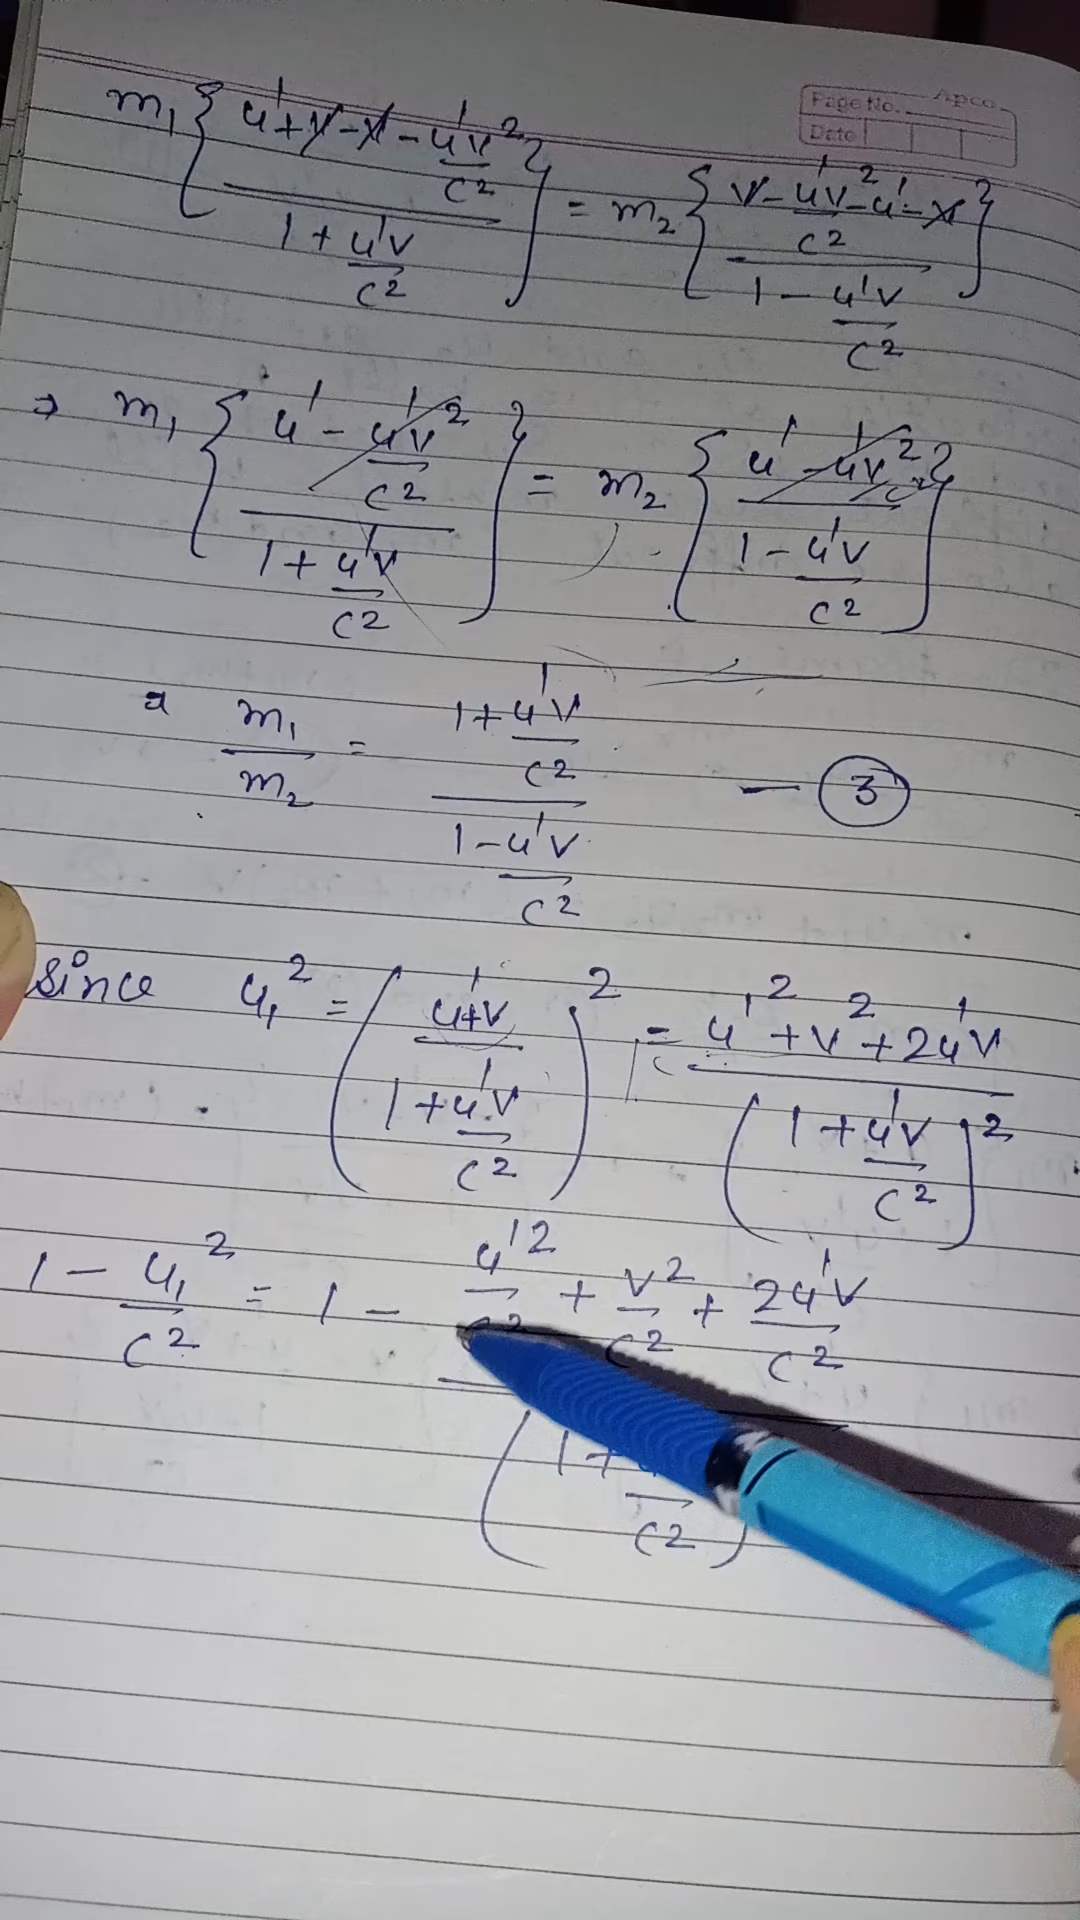 Page No. Apco
Date
m₁ { (u' + v - v - u'v²/c²) / (1 + u'v/c²) } = m₂ { (v - u'v²/c² - u' - v) / (1 - u'v/c²) }
⇒ m₁ { (u' - u'v²/c²) / (1 + u'v/c²) } = m₂ { (u' - u'v²/c²) / (1 - u'v/c²) }
m₁/m₂ = (1 + u'v/c²) / (1 - u'v/c²) — ③
Since u₁² = ( (u'+v) / (1 + u'v/c²) )² = (u'² + v² + 2u'v) / (1 + u'v/c²)²
1 - u₁²/c² = 1 - (u'²/c² + v²/c² + 2u'v/c²) / (1 + /c²)